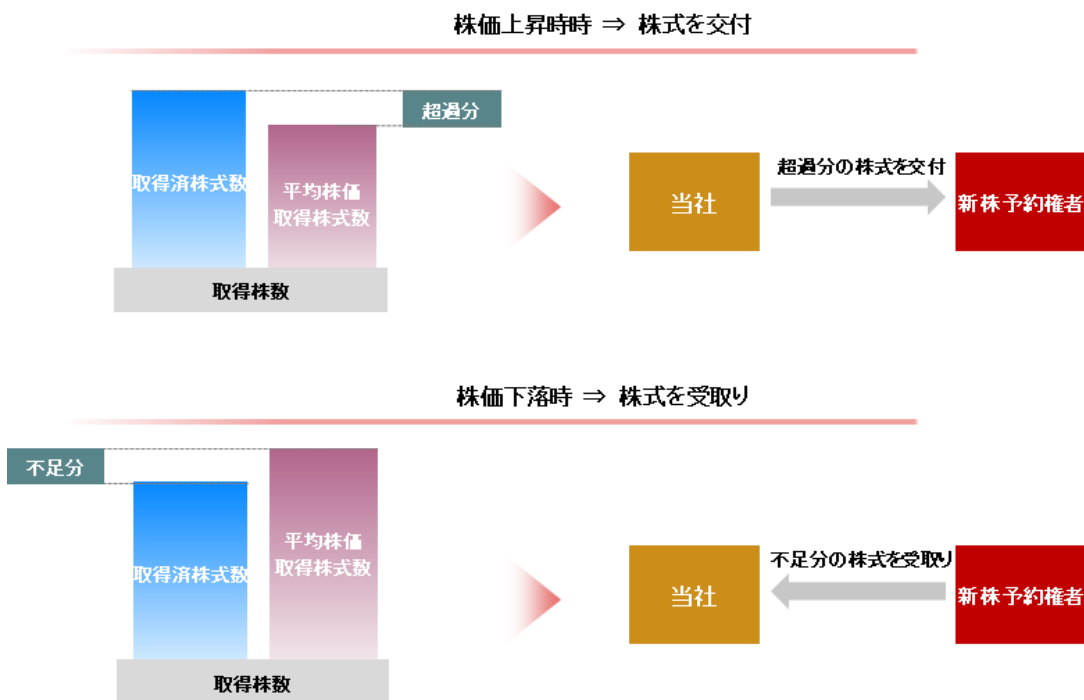 株価上昇時時 ⇒ 株式を交付
超過分
取得済株式数
平均株価
取得株式数
取得株数
当社
超過分の株式を交付
新株予約権者
株価下落時 ⇒ 株式を受取り
不足分
取得済株式数
平均株価
取得株式数
取得株数
当社
不足分の株式を受取り
新株予約権者